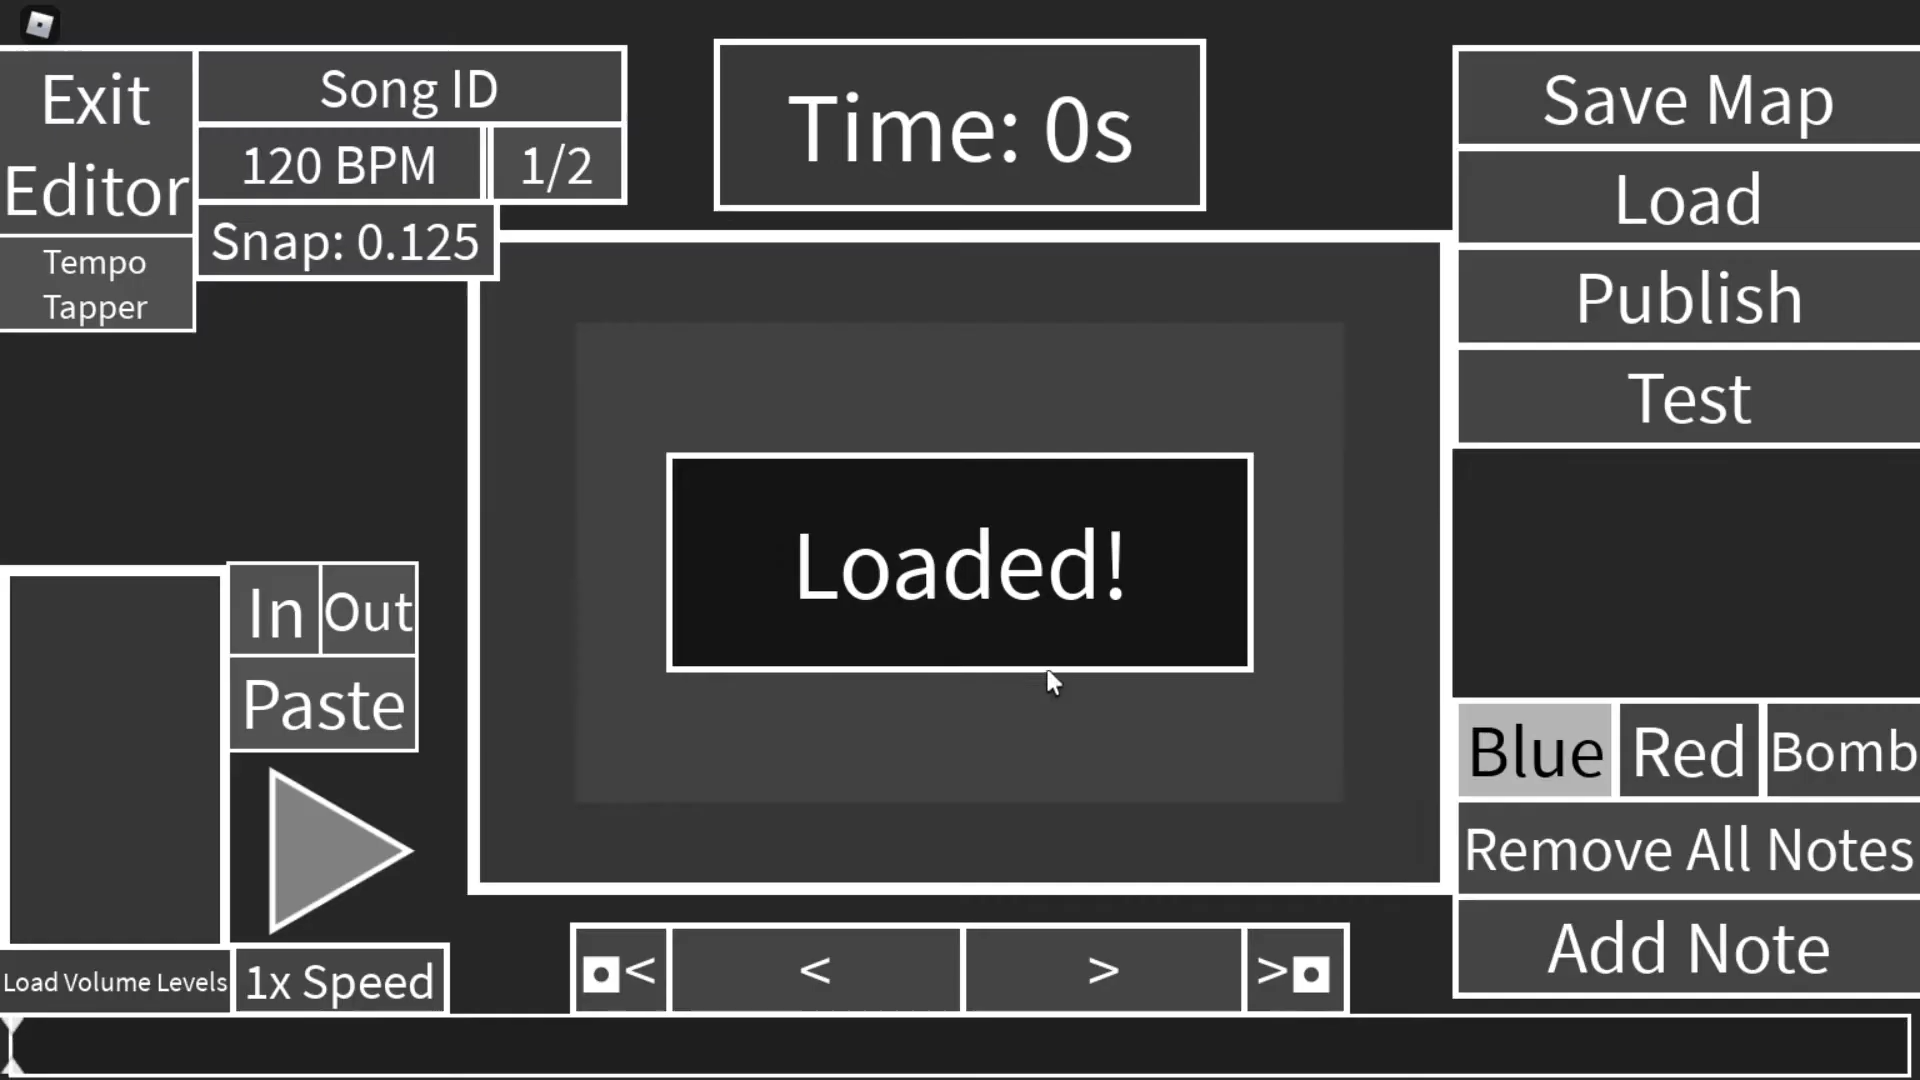 Exit
Editor
Song ID
120 BPM
1/2
Snap: 0.125
Tempo
Tapper
Time: 0s
Save Map
Load
Publish
Test
Loaded!
In
Out
Paste
Blue
Red
Bomb
Remove All Notes
Add Note
Load Volume Levels
1x Speed
<
<
>
>